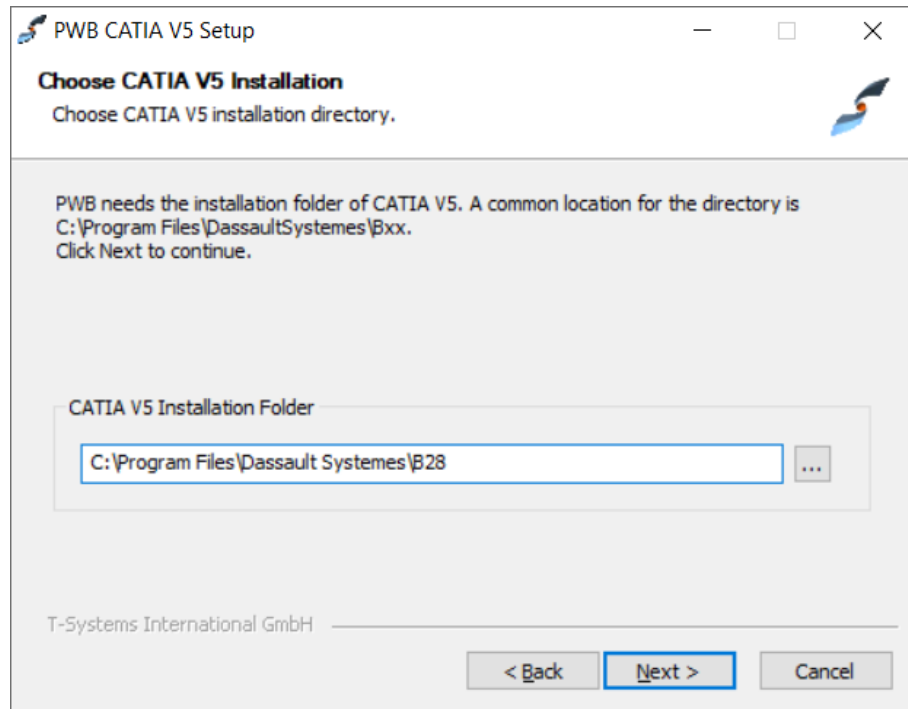 PWB CATIA V5 Setup
Choose CATIA V5 Installation
Choose CATIA V5 installation directory.
PWB needs the installation folder of CATIA V5. A common location for the directory is
C:\Program Files\DassaultSystemes\Bxx.
Click Next to continue.
CATIA V5 Installation Folder
C:\Program Files\Dassault Systemes\B28
...
T-Systems International GmbH
< Back
Next >
Cancel